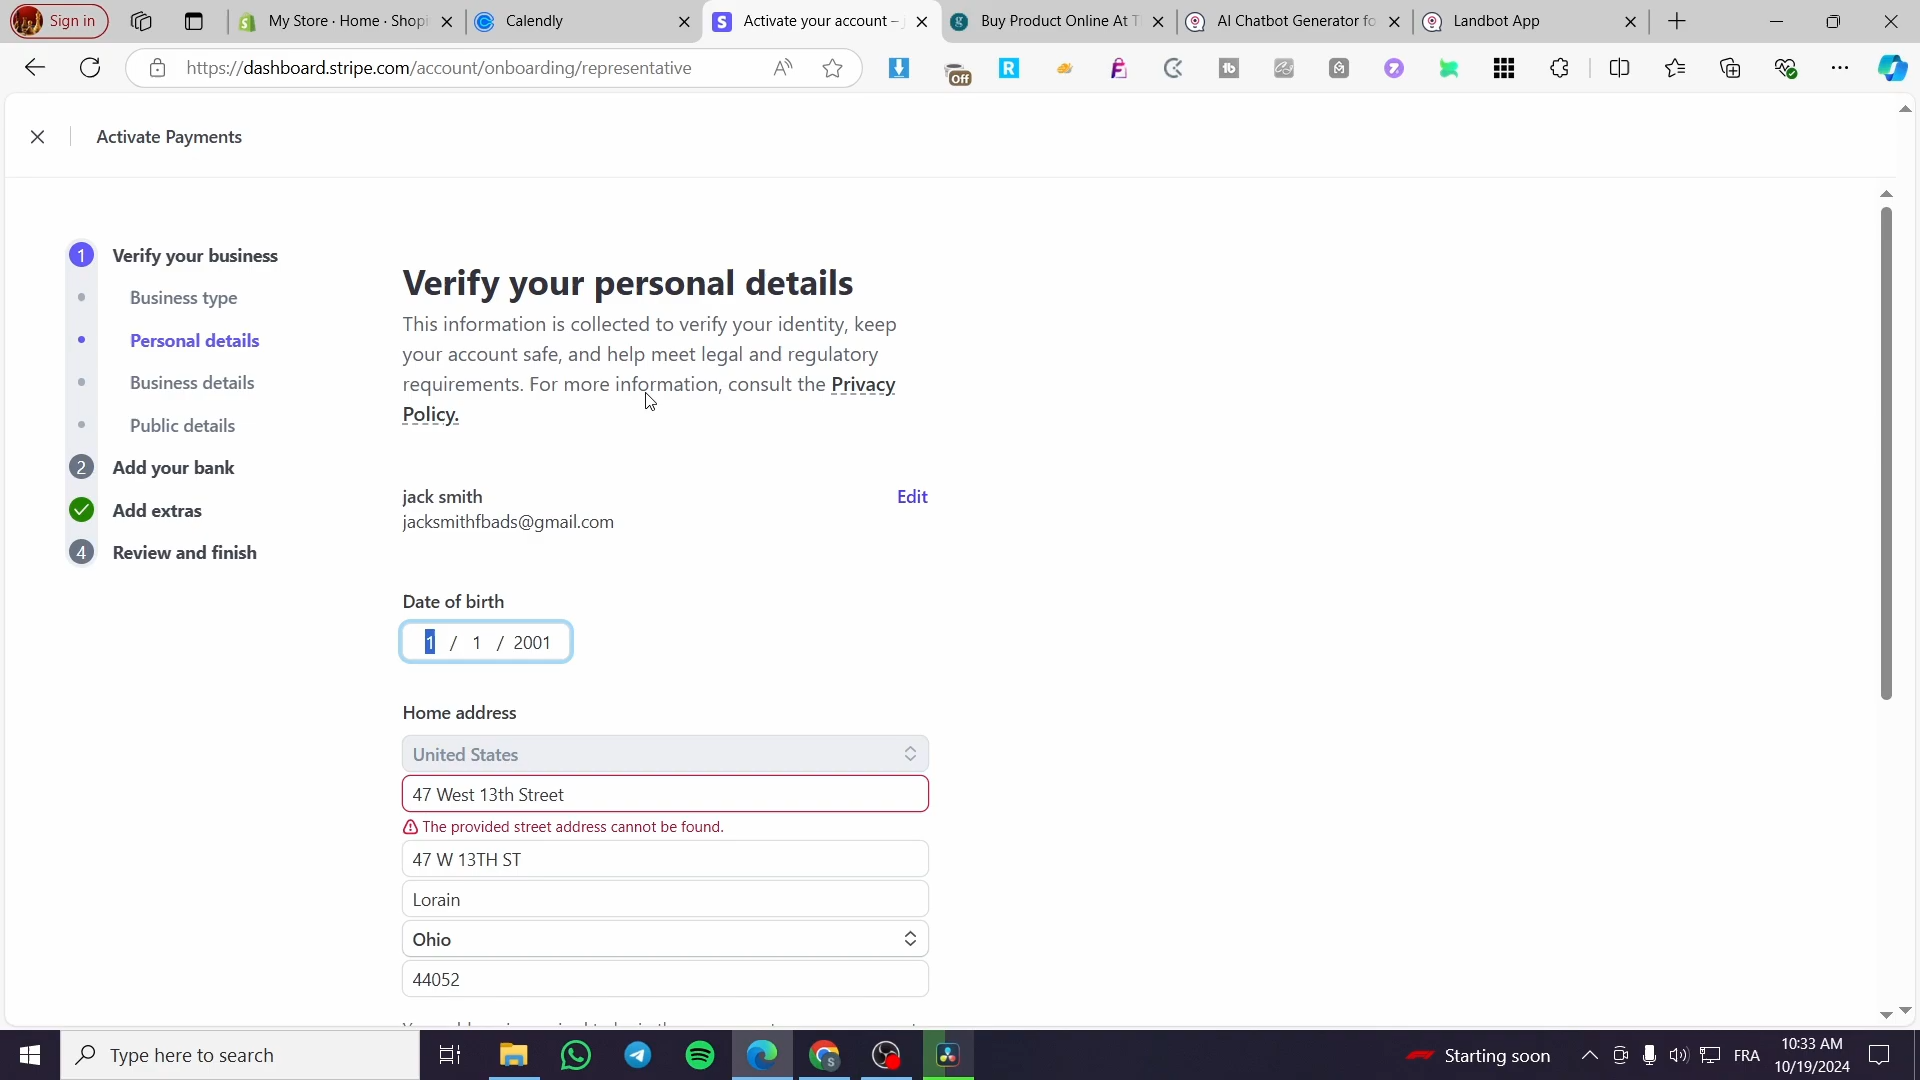 Sign in
My Store · Home · Shopi
Calendly
Activate your account –
Buy Product Online At T
AI Chatbot Generator fo
Landbot App
https://dashboard.stripe.com/account/onboarding/representative
Off
Activate Payments
1 Verify your business
Business type
Personal details
Business details
Public details
2 Add your bank
Add extras
4 Review and finish
Verify your personal details
This information is collected to verify your identity, keep
your account safe, and help meet legal and regulatory
requirements. For more information, consult the Privacy
Policy.
jack smith
Edit
jacksmithfbads@gmail.com
Date of birth
1 / 1 / 2001
Home address
United States
47 West 13th Street
The provided street address cannot be found.
47 W 13TH ST
Lorain
Ohio
44052
Type here to search
Starting soon
FRA
10:33 AM
10/19/2024